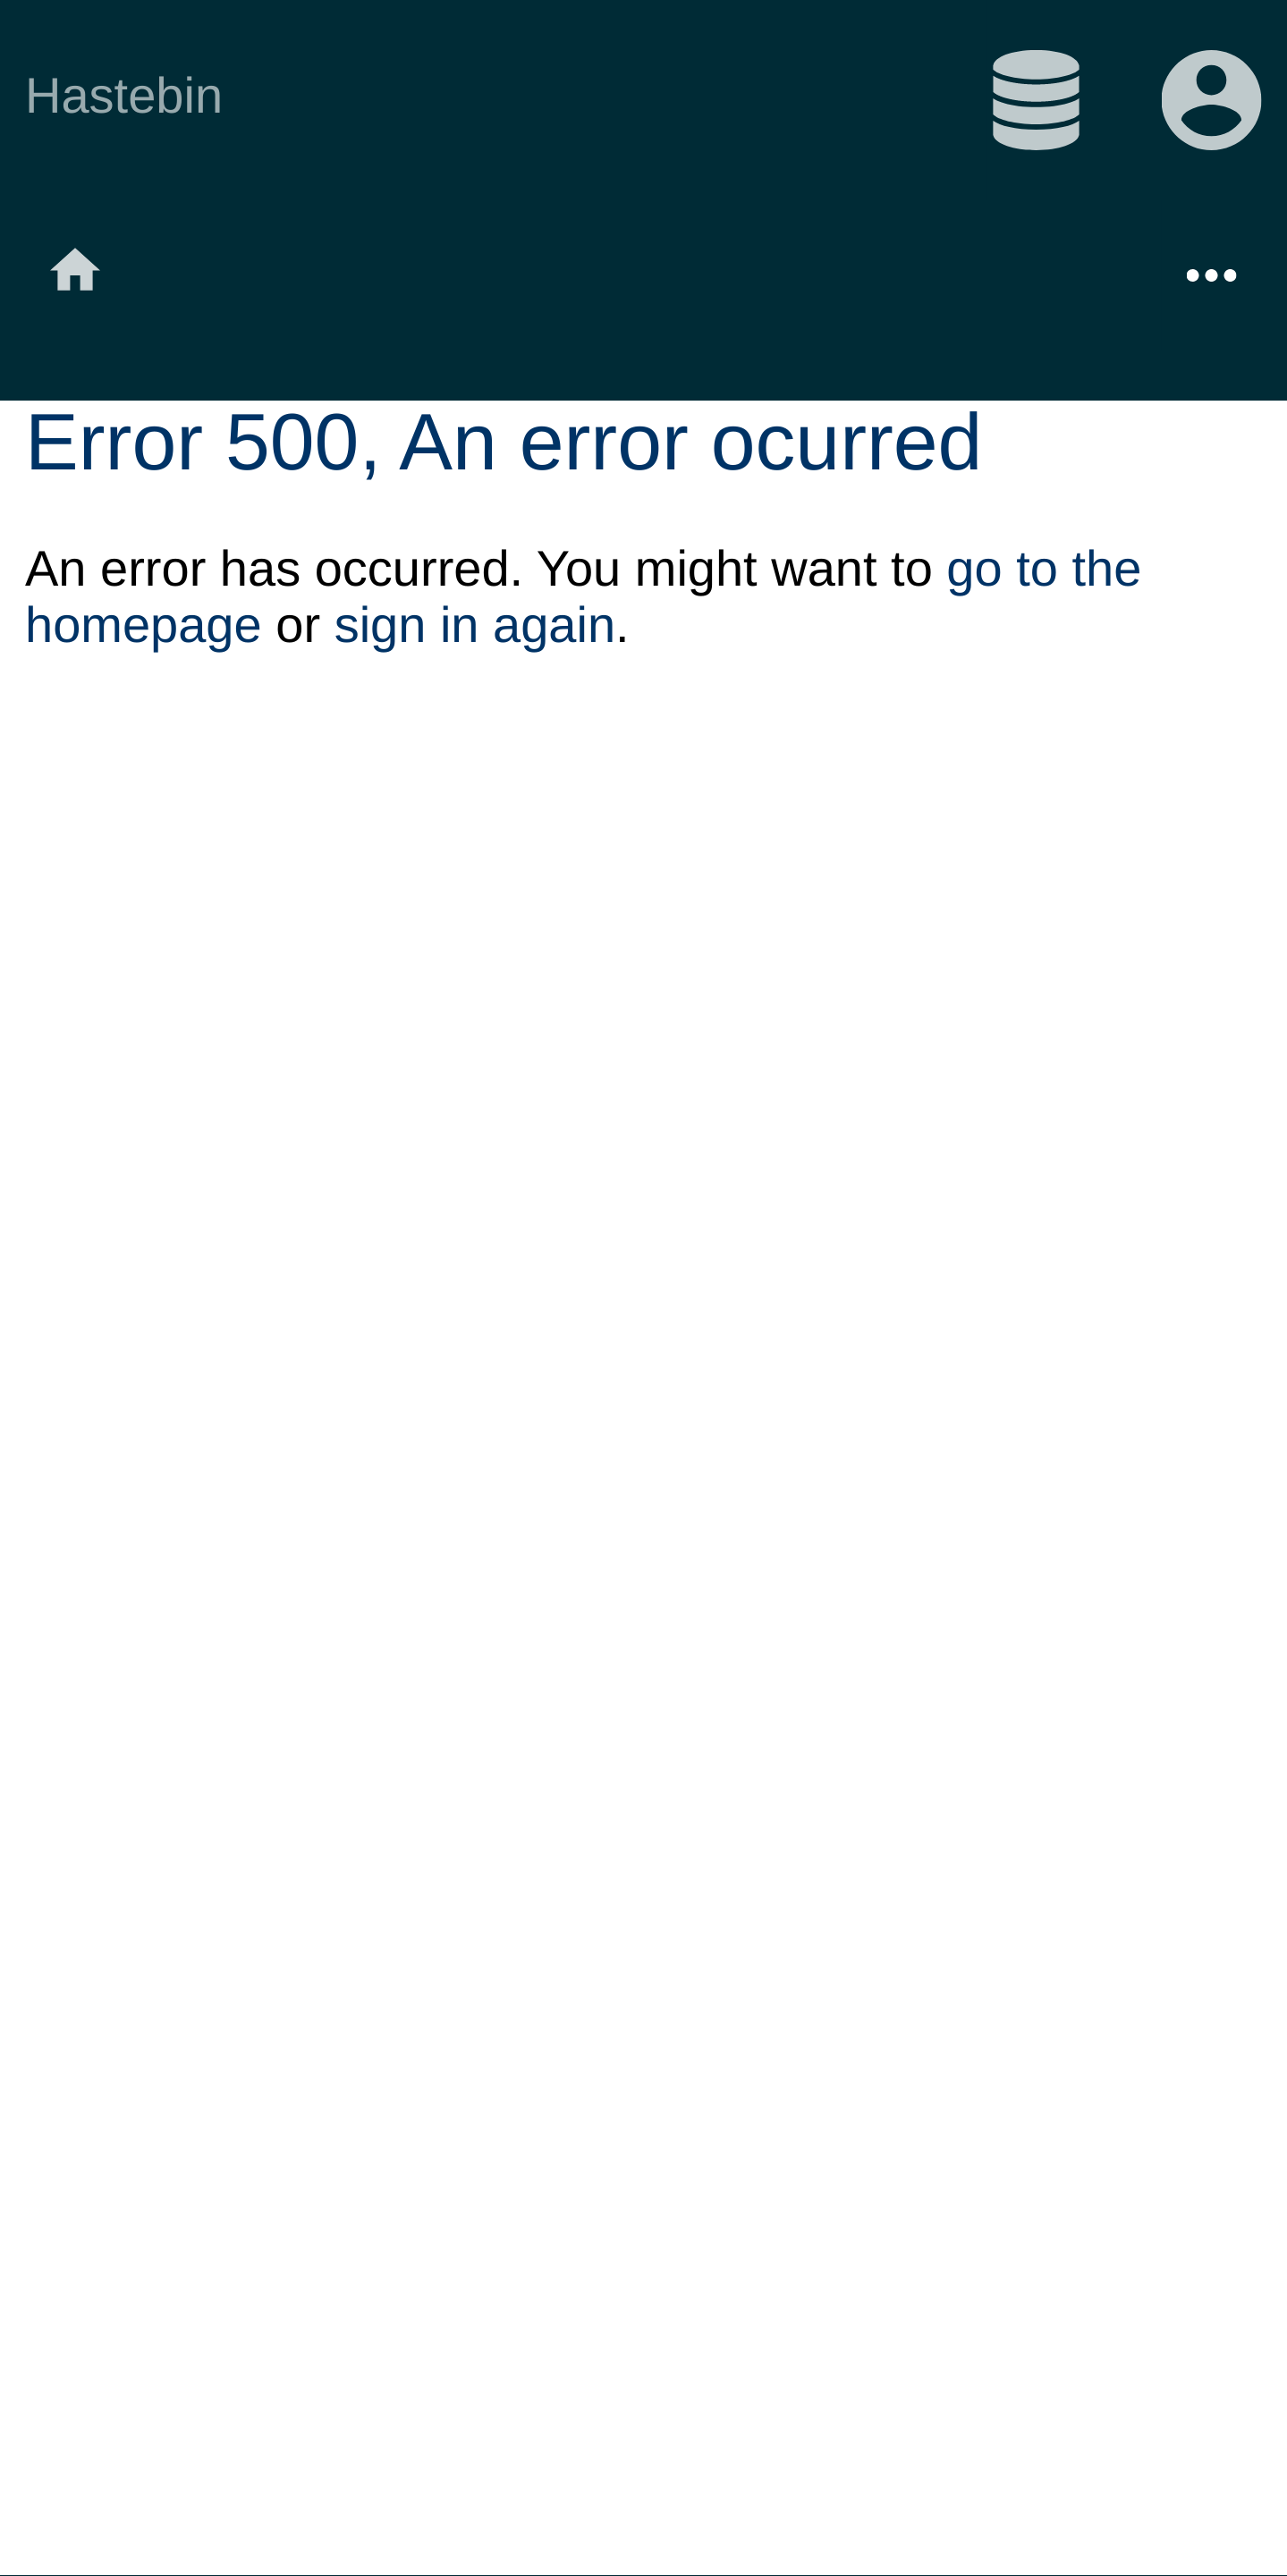 Hastebin
Error 500, An error ocurred
An error has occurred. You might want to go to the
homepage or sign in again.